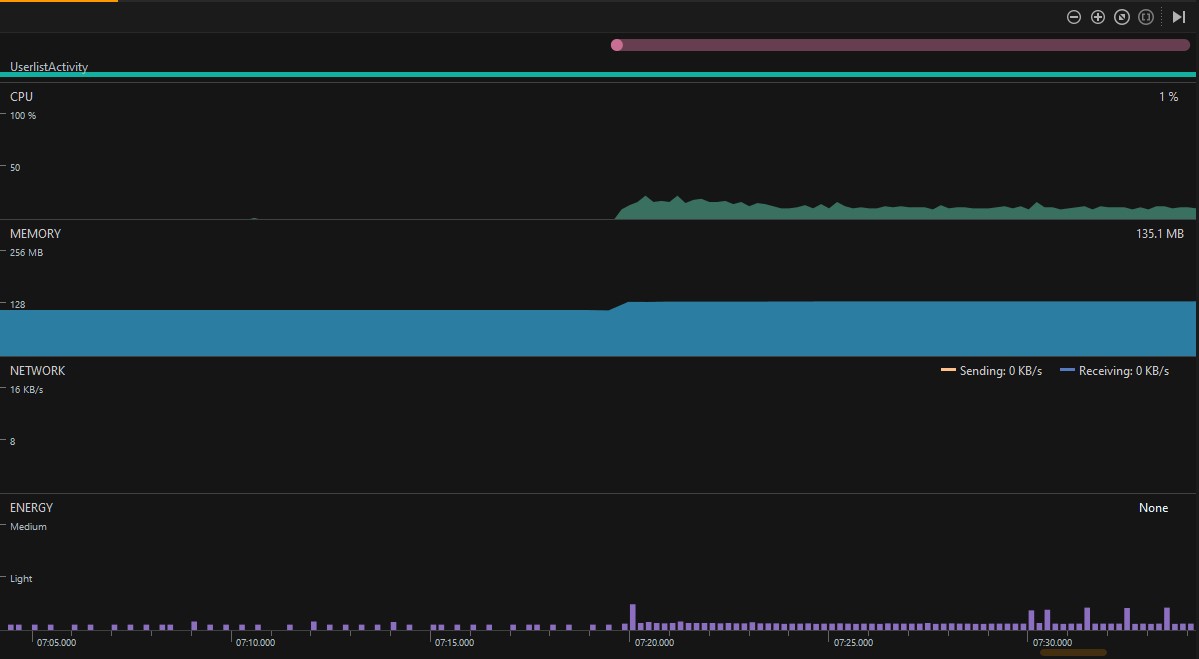 UserlistActivity
CPU 1 %
100 %
50
MEMORY 135.1 MB
256 MB
128
NETWORK Sending: 0 KB/s Receiving: 0 KB/s
16 KB/s
8
ENERGY None
Medium
Light
07:05.000 07:10.000 07:15.000 07:20.000 07:25.000 07:30.000